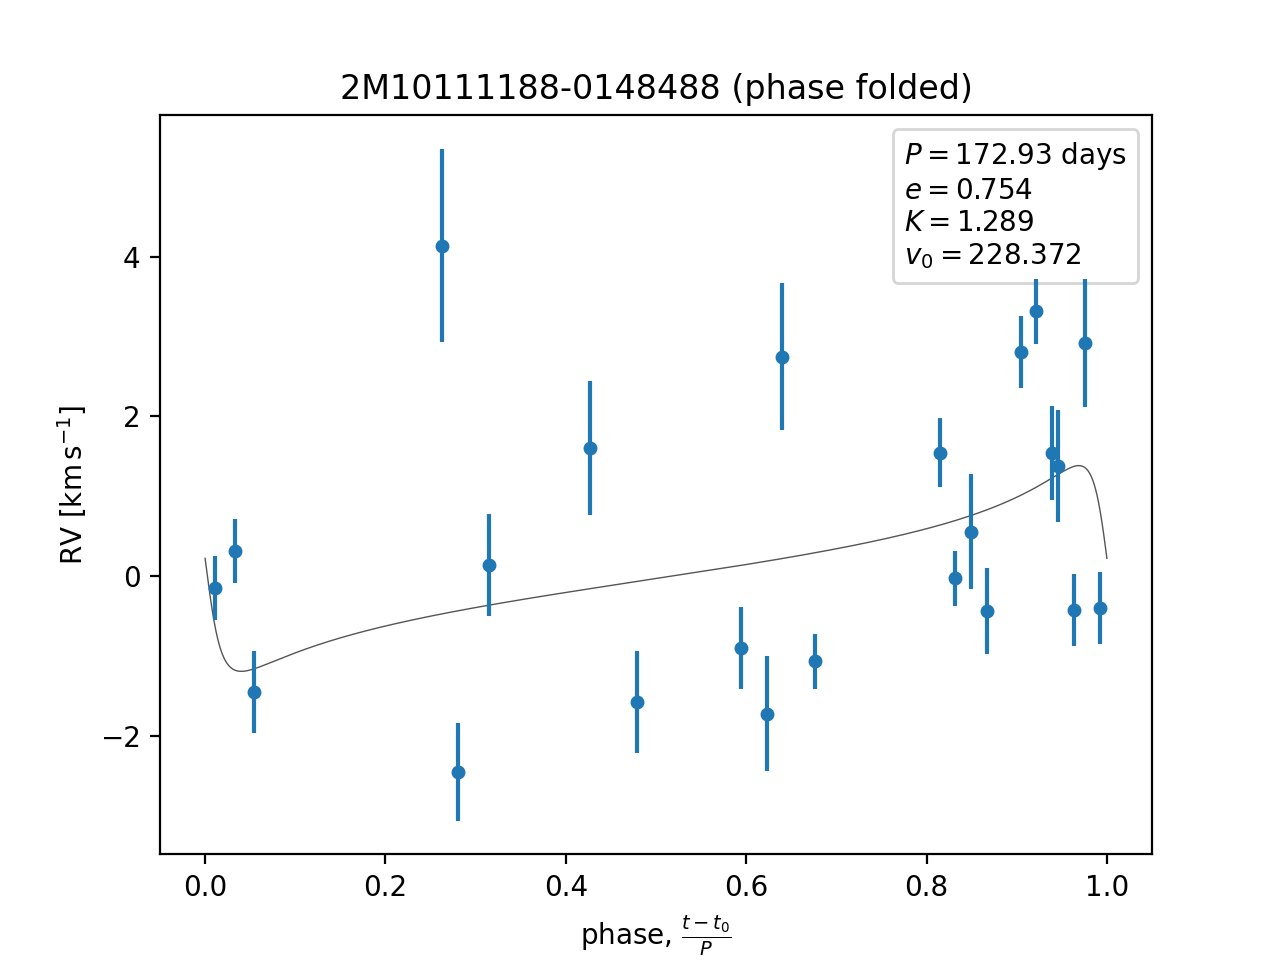 2M10111188-0148488 (phase folded)
P = 172.93 days
e = 0.754
K = 1.289
v₀ = 228.372
4
2
0
−2
RV [km s⁻¹]
0.0 0.2 0.4 0.6 0.8 1.0
phase, (t − t₀)/P